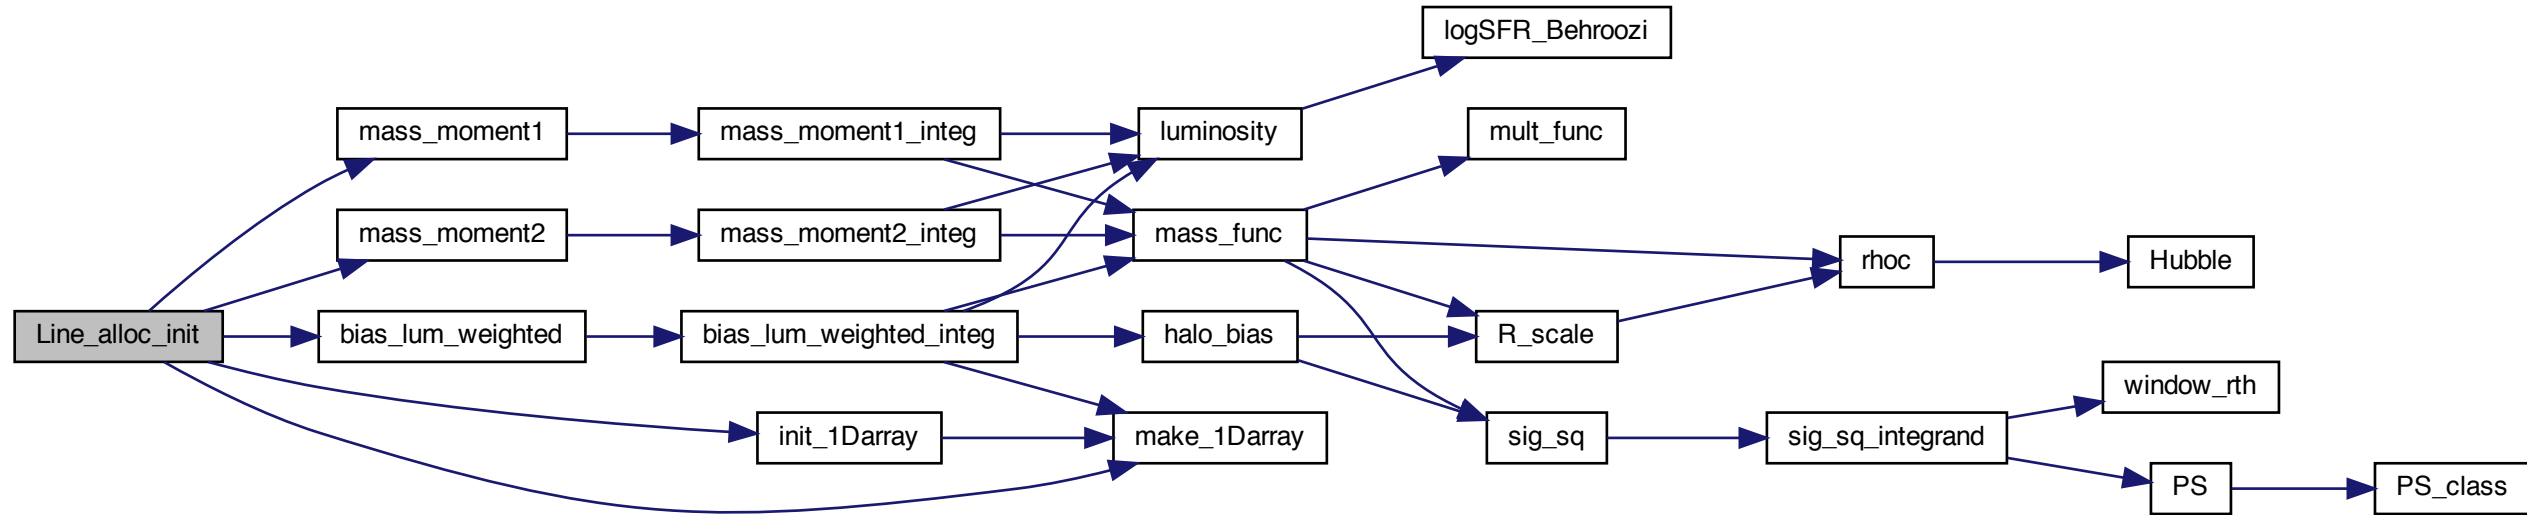 logSFR_Behroozi
mass_moment1
mass_moment1_integ
luminosity
mult_func
mass_moment2
mass_moment2_integ
mass_func
rhoc
Hubble
Line_alloc_init
bias_lum_weighted
bias_lum_weighted_integ
halo_bias
R_scale
window_rth
init_1Darray
make_1Darray
sig_sq
sig_sq_integrand
PS
PS_class